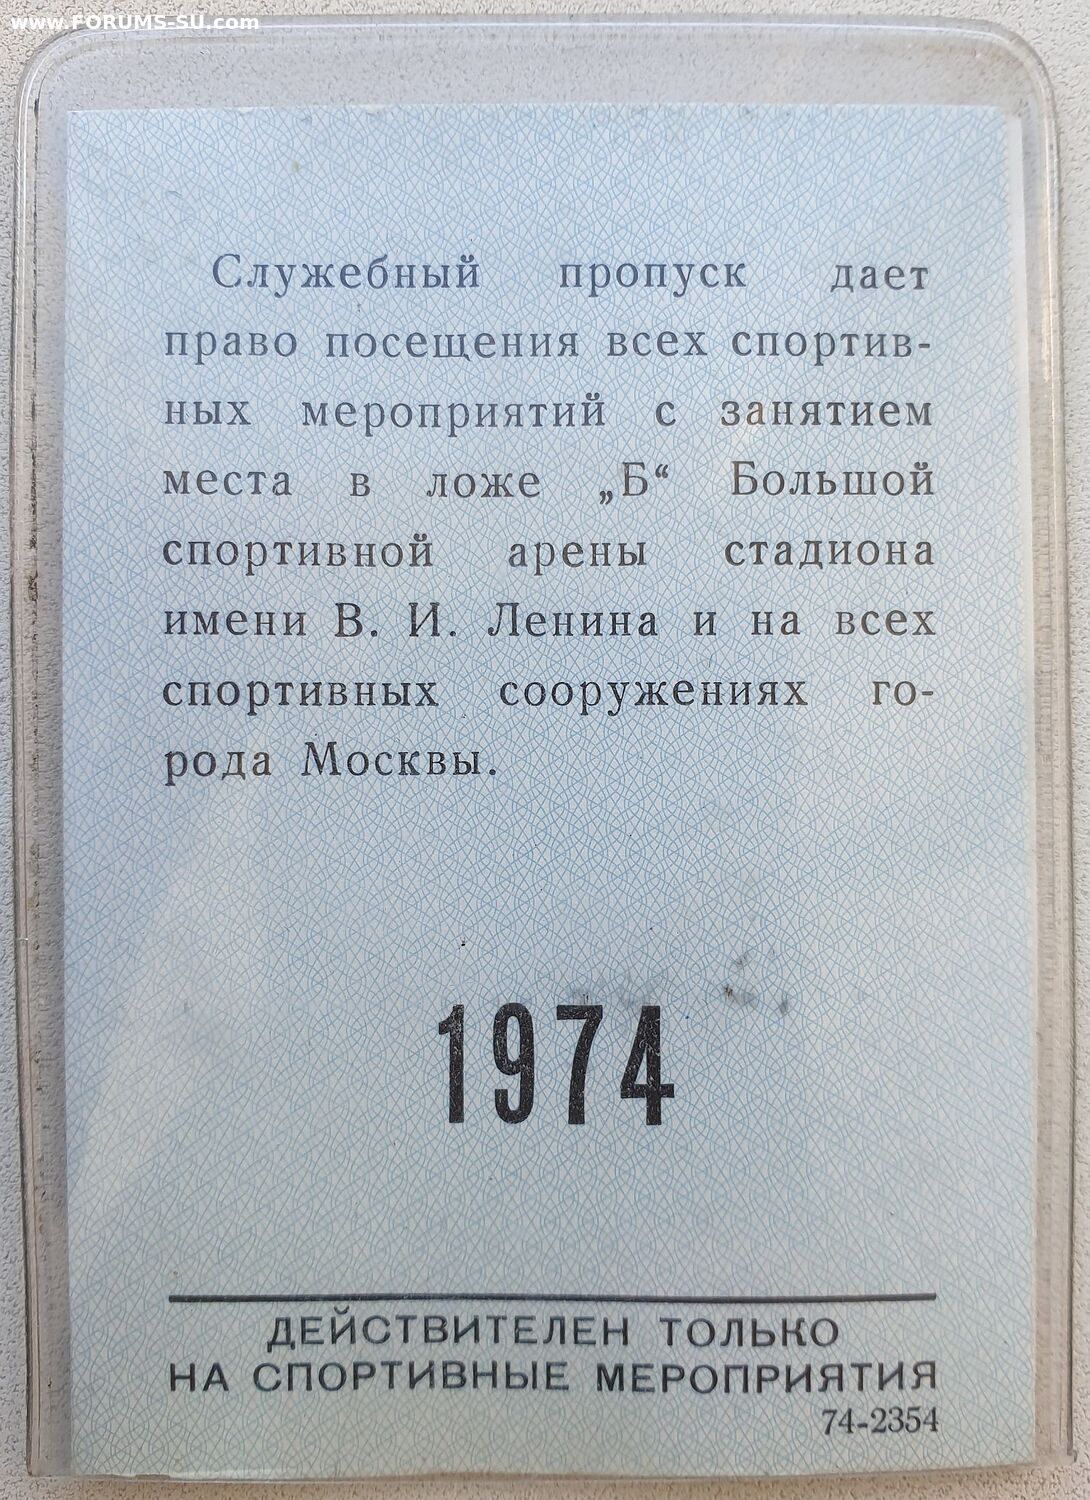 www.FORUMS-SU.com
Служебный пропуск дает
право посещения всех спортив-
ных мероприятий с занятием
места в ложе „Б“ Большой
спортивной арены стадиона
имени В. И. Ленина и на всех
спортивных сооружениях го-
рода Москвы.
1974
ДЕЙСТВИТЕЛЕН ТОЛЬКО
НА СПОРТИВНЫЕ МЕРОПРИЯТИЯ
74-2354